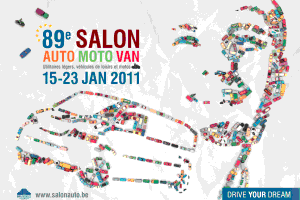 89e SALON
AUTO MOTO VAN
Utilitaires légers, véhicules de loisirs et motos
15-23 JAN 2011
www.salonauto.be
DRIVE YOUR DREAM